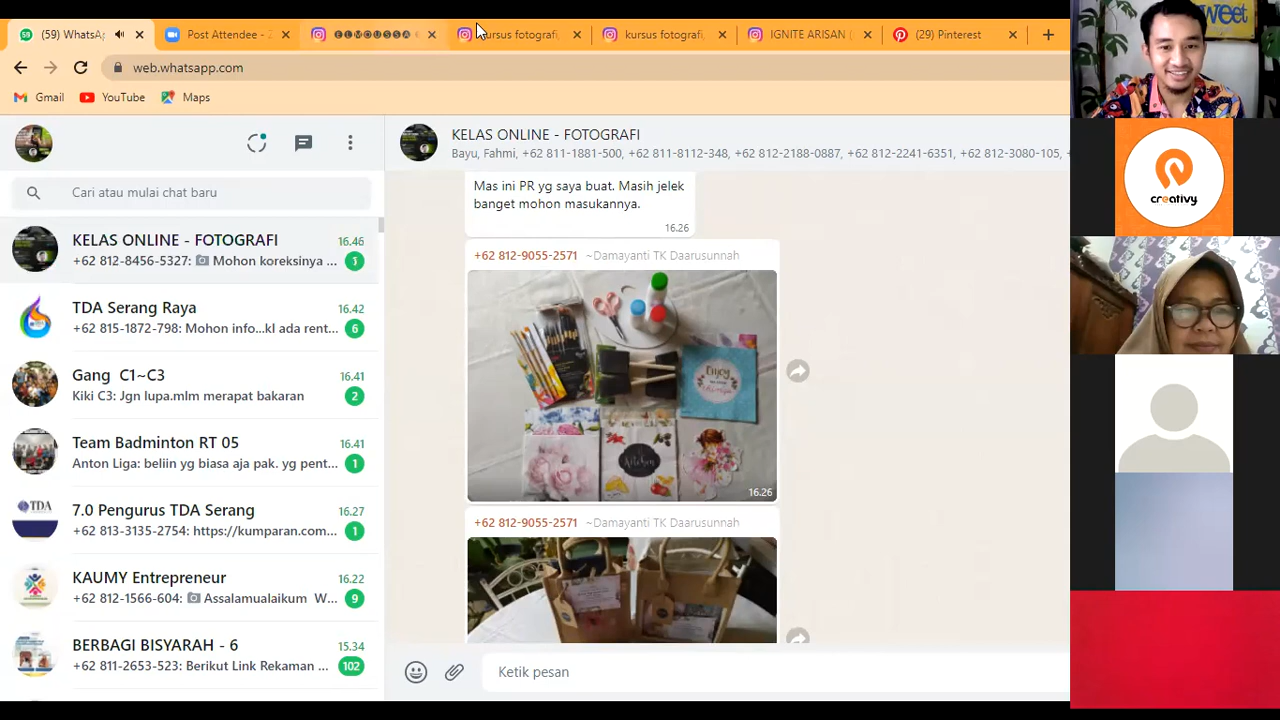 (59) WhatsA
Post Attendee - Z
ELMOUSSA
kursus fotografi,
kursus fotografi,
IGNITE ARISAN (
(29) Pinterest
web.whatsapp.com
Gmail
YouTube
Maps
Cari atau mulai chat baru
KELAS ONLINE - FOTOGRAFI
16.46
+62 812-8456-5327: Mohon koreksinya ...
TDA Serang Raya
16.42
+62 815-1872-798: Mohon info...kl ada rent...
6
Gang C1~C3
16.41
Kiki C3: Jgn lupa.mlm merapat bakaran
2
Team Badminton RT 05
16.41
Anton Liga: beliin yg biasa aja pak. yg pent...
1
7.0 Pengurus TDA Serang
16.27
+62 813-3135-2754: https://kumparan.com...
1
KAUMY Entrepreneur
16.22
+62 812-1566-604: Assalamualaikum W...
9
BERBAGI BISYARAH - 6
15.34
+62 811-2653-523: Berikut Link Rekaman ...
102
KELAS ONLINE - FOTOGRAFI
Bayu, Fahmi, +62 811-1881-500, +62 811-8112-348, +62 812-2188-0887, +62 812-2241-6351, +62 812-3080-105,
Mas ini PR yg saya buat. Masih jelek
banget mohon masukannya.
16.26
+62 812-9055-2571 ~Damayanti TK Daarusunnah
Enjoy
Kitchen
16.26
+62 812-9055-2571 ~Damayanti TK Daarusunnah
Ketik pesan
weet
creativy
TDA